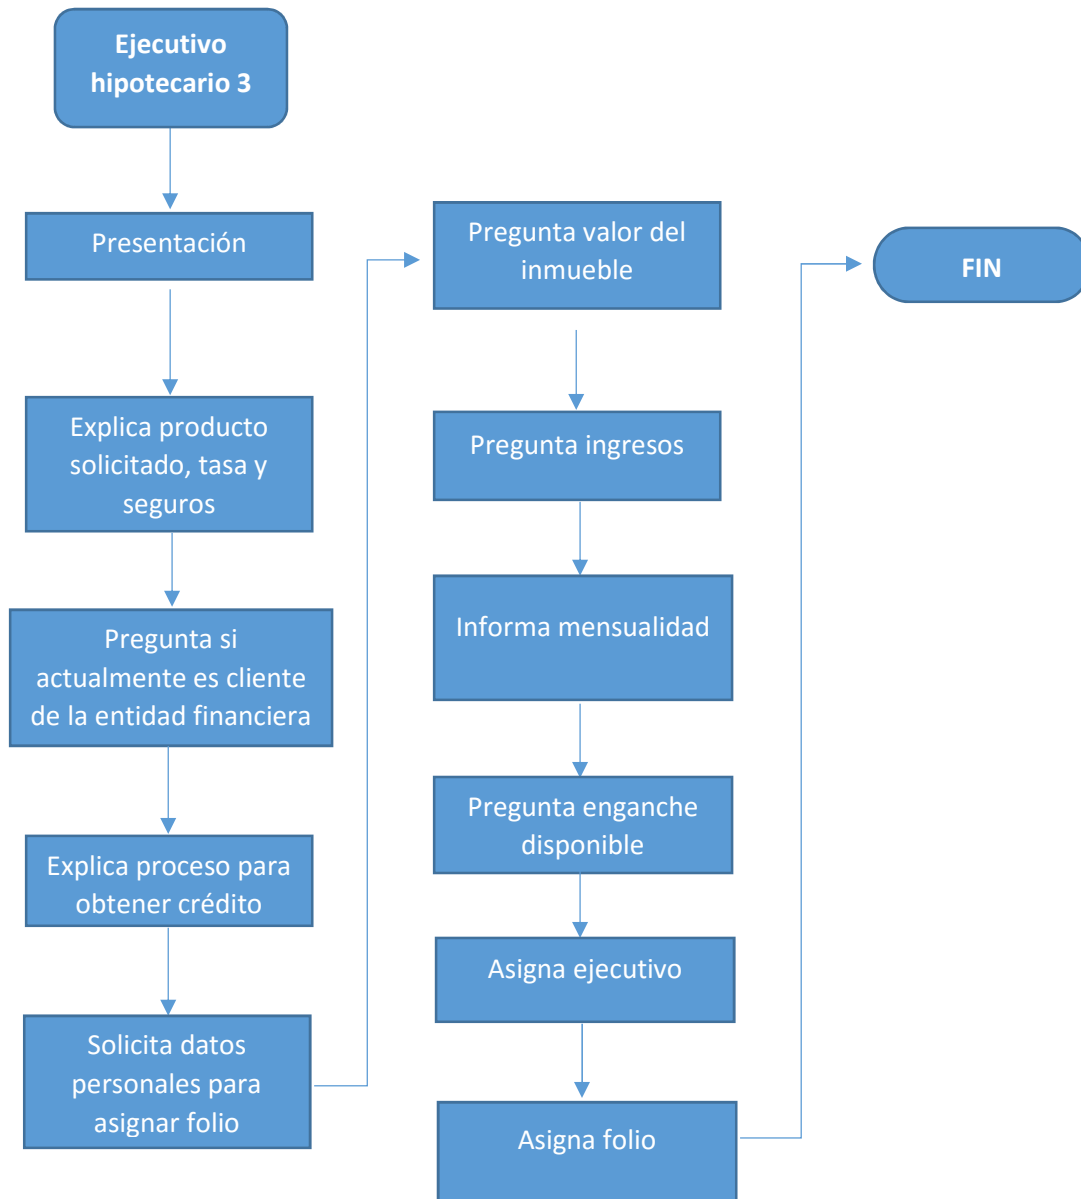 Ejecutivo
hipotecario 3
Presentación
Explica producto
solicitado, tasa y
seguros
Pregunta si
actualmente es cliente
de la entidad financiera
Explica proceso para
obtener crédito
Solicita datos
personales para
asignar folio
Pregunta valor del
inmueble
Pregunta ingresos
Informa mensualidad
Pregunta enganche
disponible
Asigna ejecutivo
Asigna folio
FIN